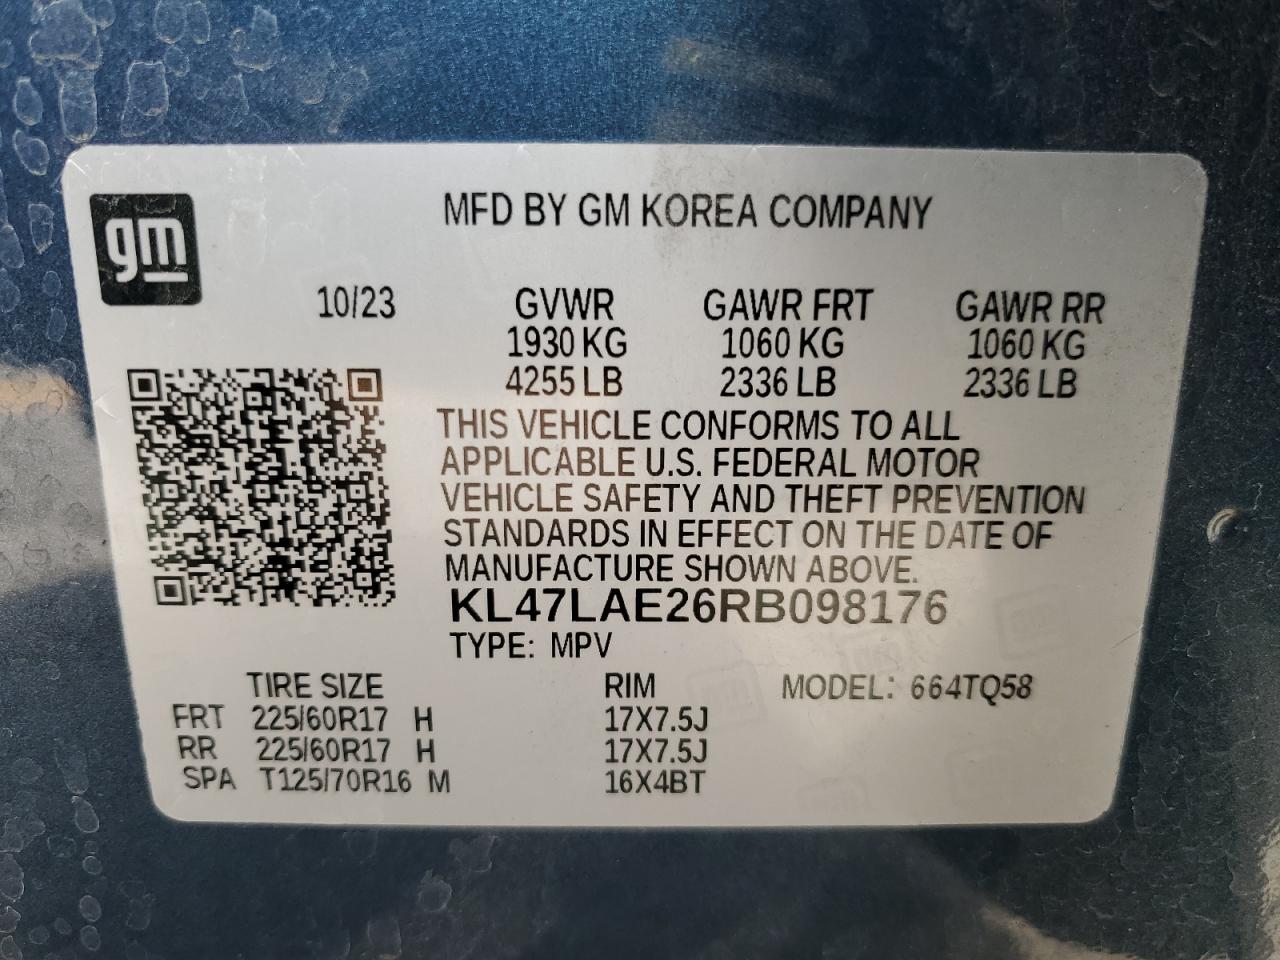 gm
MFD BY GM KOREA COMPANY
10/23 GVWR GAWR FRT GAWR RR
1930 KG 1060 KG 1060 KG
4255 LB 2336 LB 2336 LB
THIS VEHICLE CONFORMS TO ALL
APPLICABLE U.S. FEDERAL MOTOR
VEHICLE SAFETY AND THEFT PREVENTION
STANDARDS IN EFFECT ON THE DATE OF
MANUFACTURE SHOWN ABOVE.
KL47LAE26RB098176
TYPE: MPV
TIRE SIZE RIM MODEL: 664TQ58
FRT 225/60R17 H 17X7.5J
RR 225/60R17 H 17X7.5J
SPA T125/70R16 M 16X4BT